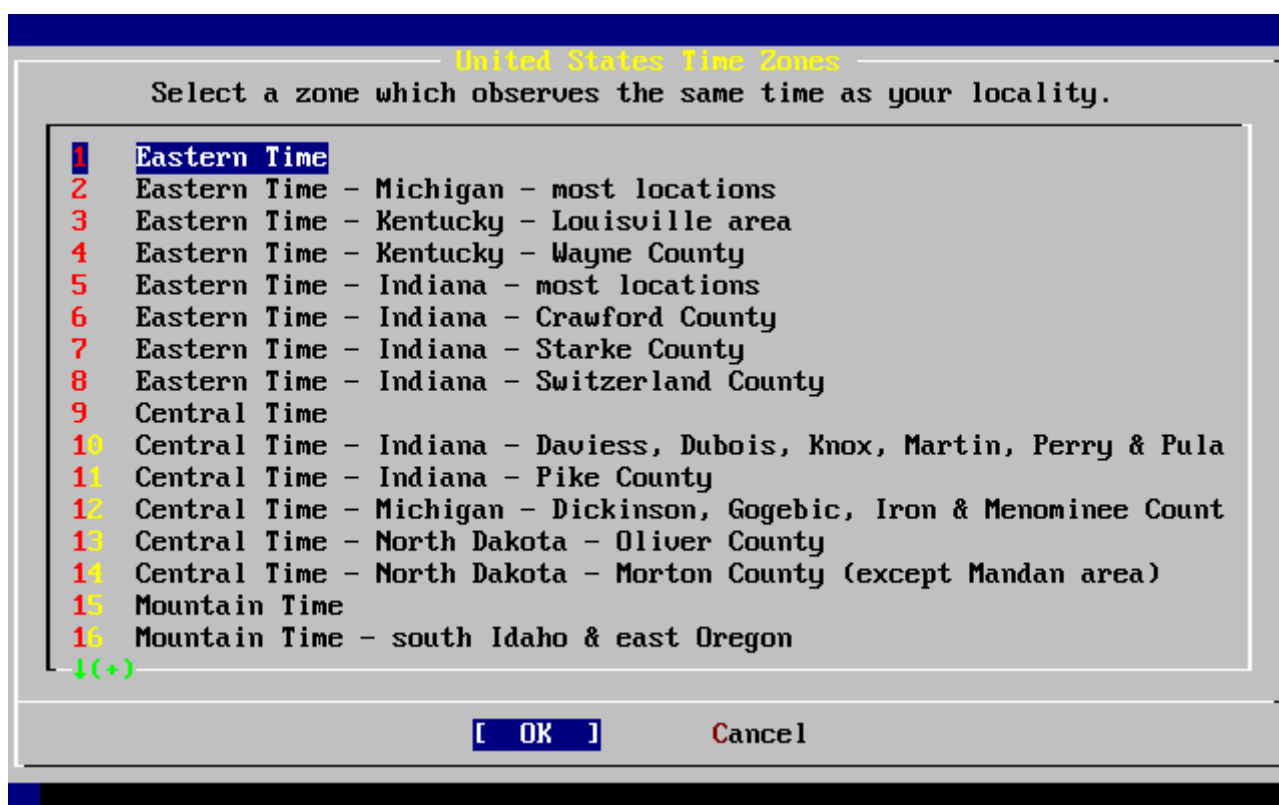 United States Time Zones
Select a zone which observes the same time as your locality.
1 Eastern Time
2 Eastern Time - Michigan - most locations
3 Eastern Time - Kentucky - Louisville area
4 Eastern Time - Kentucky - Wayne County
5 Eastern Time - Indiana - most locations
6 Eastern Time - Indiana - Crawford County
7 Eastern Time - Indiana - Starke County
8 Eastern Time - Indiana - Switzerland County
9 Central Time
10 Central Time - Indiana - Daviess, Dubois, Knox, Martin, Perry & Pula
11 Central Time - Indiana - Pike County
12 Central Time - Michigan - Dickinson, Gogebic, Iron & Menominee Count
13 Central Time - North Dakota - Oliver County
14 Central Time - North Dakota - Morton County (except Mandan area)
15 Mountain Time
16 Mountain Time - south Idaho & east Oregon
↓(+)
[ OK ] Cancel